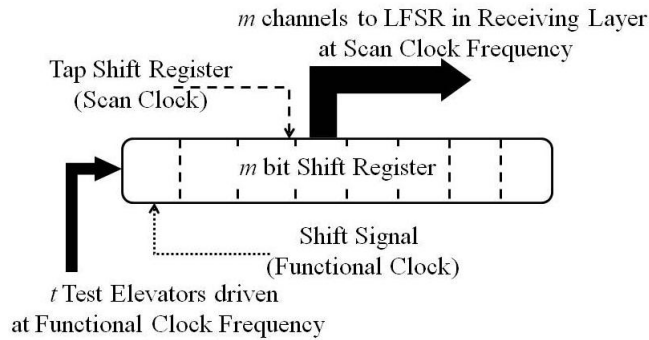 m channels to LFSR in Receiving Layer
at Scan Clock Frequency
Tap Shift Register
(Scan Clock)
m bit Shift Register
Shift Signal
(Functional Clock)
t Test Elevators driven
at Functional Clock Frequency